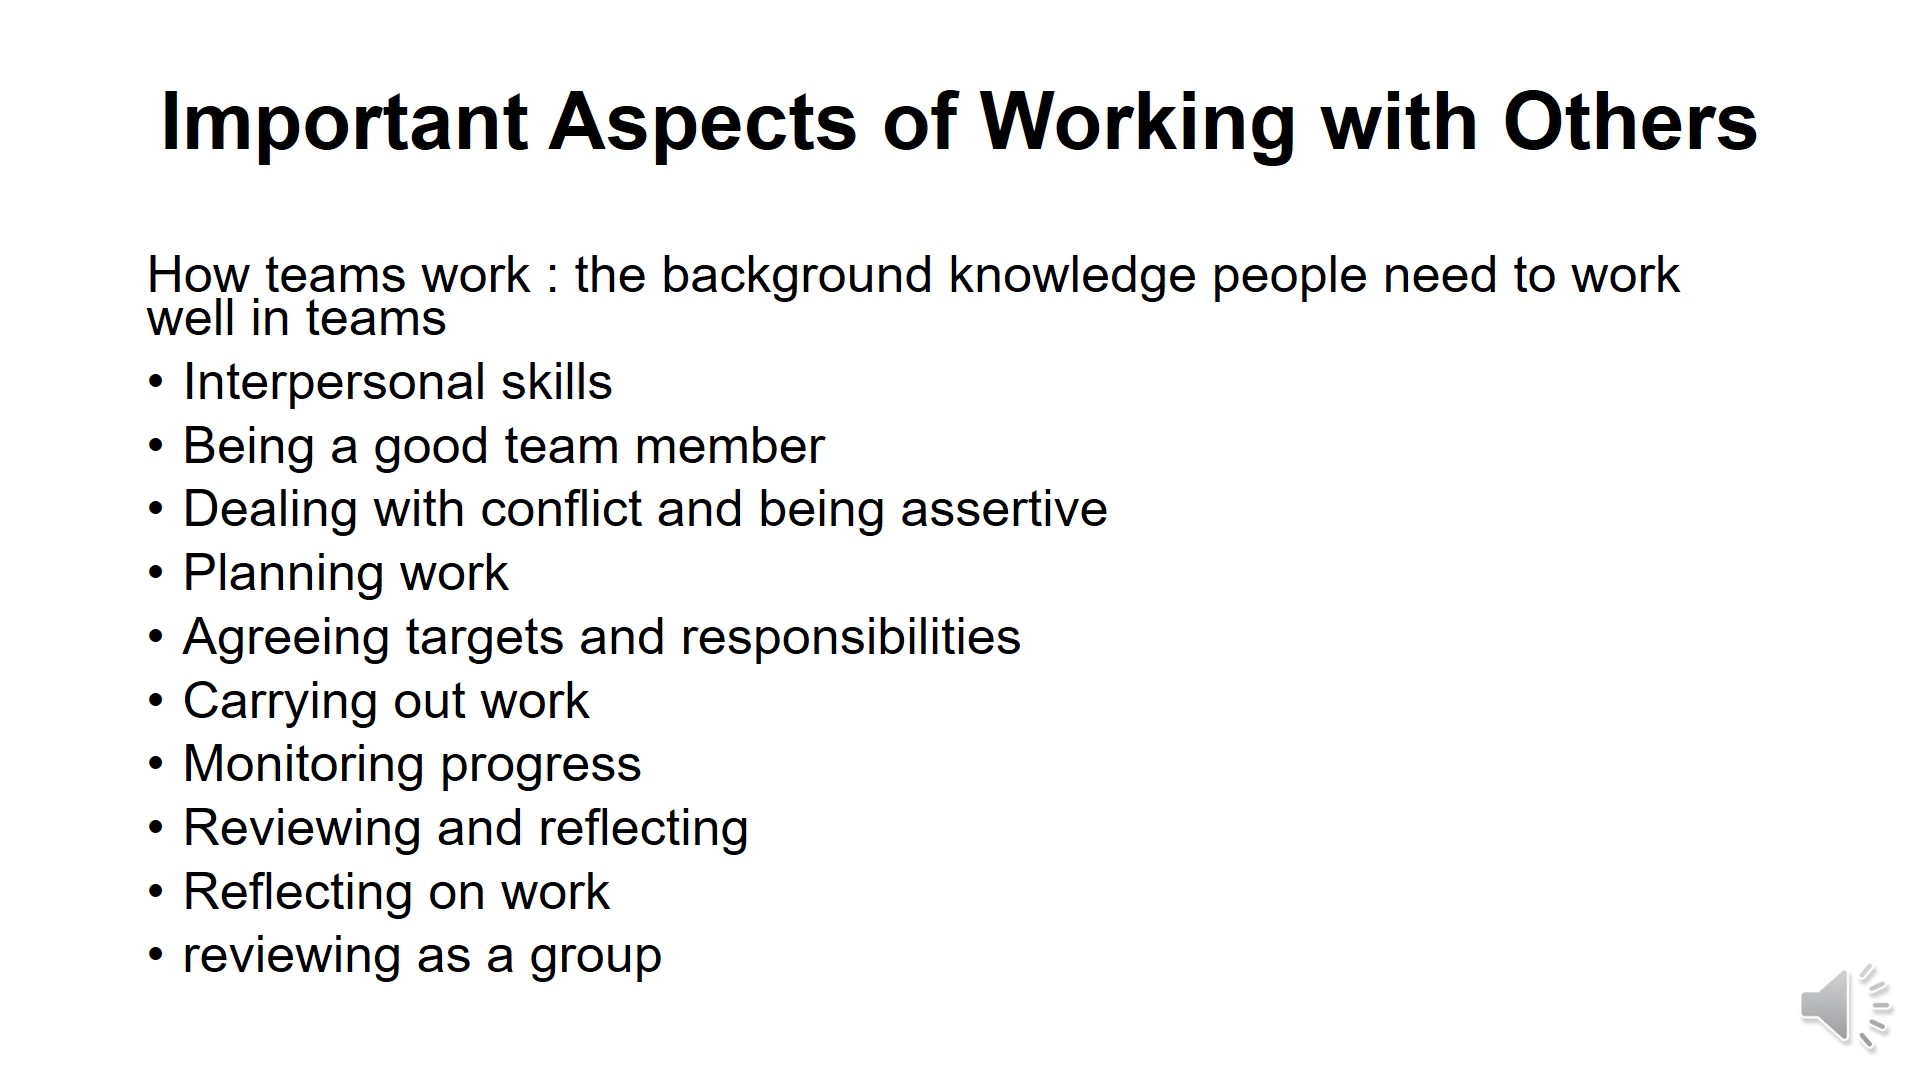 Important Aspects of Working with Others
How teams work : the background knowledge people need to work
well in teams
• Interpersonal skills
• Being a good team member
• Dealing with conflict and being assertive
• Planning work
• Agreeing targets and responsibilities
• Carrying out work
• Monitoring progress
• Reviewing and reflecting
• Reflecting on work
• reviewing as a group